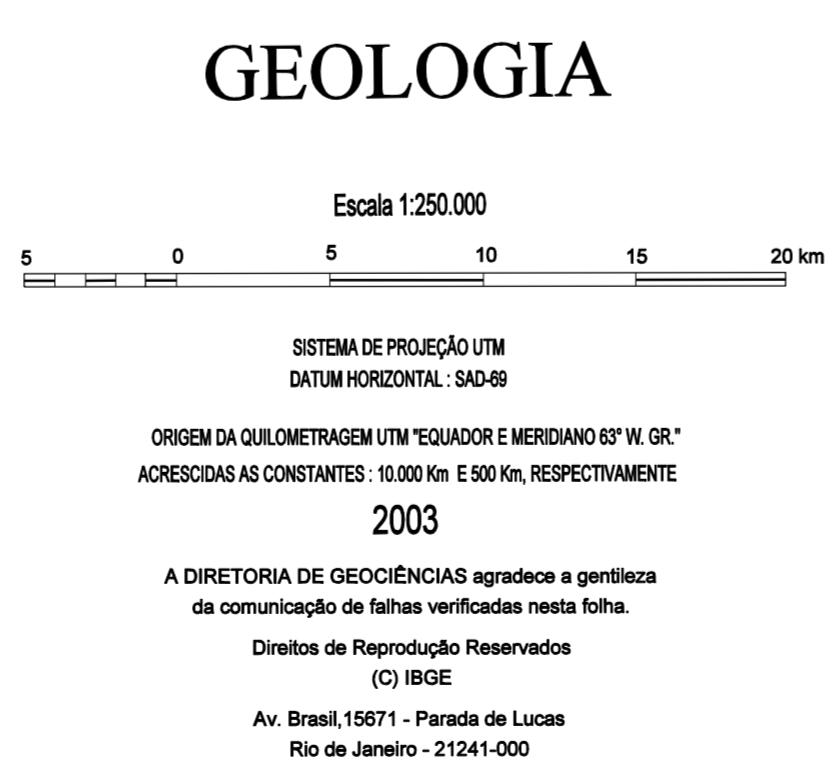 GEOLOGIA
Escala 1:250.000
5 0 5 10 15 20 km
SISTEMA DE PROJEÇÃO UTM
DATUM HORIZONTAL : SAD-69
ORIGEM DA QUILOMETRAGEM UTM "EQUADOR E MERIDIANO 63° W. GR."
ACRESCIDAS AS CONSTANTES : 10.000 Km E 500 Km, RESPECTIVAMENTE
2003
A DIRETORIA DE GEOCIÊNCIAS agradece a gentileza
da comunicação de falhas verificadas nesta folha.
Direitos de Reprodução Reservados
(C) IBGE
Av. Brasil,15671 - Parada de Lucas
Rio de Janeiro - 21241-000